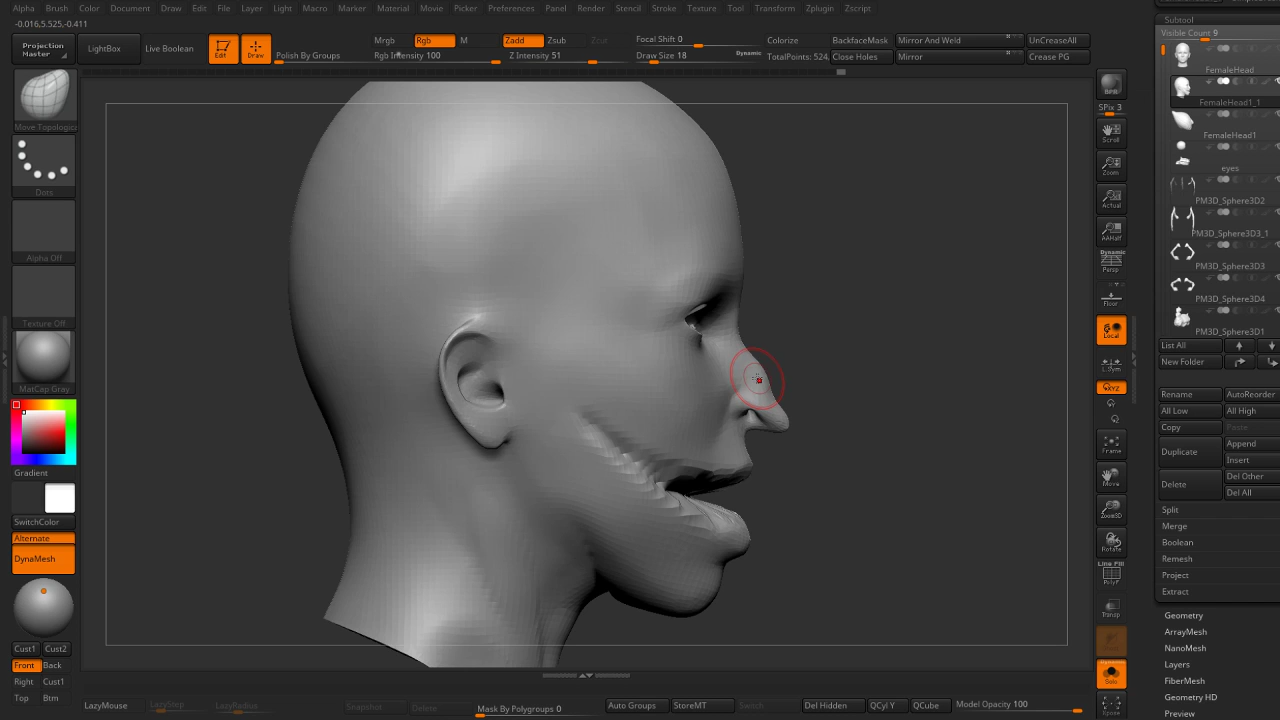 Alpha Brush Color Document Draw Edit File Layer Light Macro Marker Material Movie Picker Preferences Render Stencil Stroke Texture Tool Transform Zplugin Zscript
-0.016,5.525,-0.411
Projection Master
LightBox
Live Boolean
Edit
Draw
Polish By Groups
Mrgb
Rgb
M
Rgb Intensity 100
Zadd
Zsub
Zcut
Z Intensity 51
Focal Shift 0
Draw Size 18
Dynamic
Colorize
TotalPoints: 524,
BackfaceMask
Close Holes
Mirror And Weld
Mirror
UnCreaseAll
Crease PG
Move Topologic
Dots
Alpha Off
Texture Off
MatCap Gray
Gradient
SwitchColor
Alternate
DynaMesh
Cust1 Cust2
Front Back
Right Cust1
Top Btm
BPR
SPix 3
Scroll
Zoom
Actual
AAHalf
Dynamic
Persp
Floor
Local
L.Sym
XYZ
Frame
Move
Zoom3D
Rotate
Line Fill
PolyF
Transp
Dynamic
Solo
Xpose
Subtool
Visible Count 9
FemaleHead
FemaleHead1_1
FemaleHead1
eyes
PM3D_Sphere3D2
PM3D_Sphere3D3_1
PM3D_Sphere3D3
PM3D_Sphere3D4
PM3D_Sphere3D1
List All
New Folder
Rename AutoReorder
All Low All High
Copy Paste
Duplicate Append
Insert
Delete Del Other
Del All
Split
Merge
Boolean
Remesh
Project
Extract
Geometry
ArrayMesh
NanoMesh
Layers
FiberMesh
Geometry HD
Preview
LazyMouse
LazyStep
LazyRadius
Snapshot
Delete
Mask By Polygroups 0
Auto Groups
StoreMT
Switch
Del Hidden
QCyl Y
QCube
Model Opacity 100